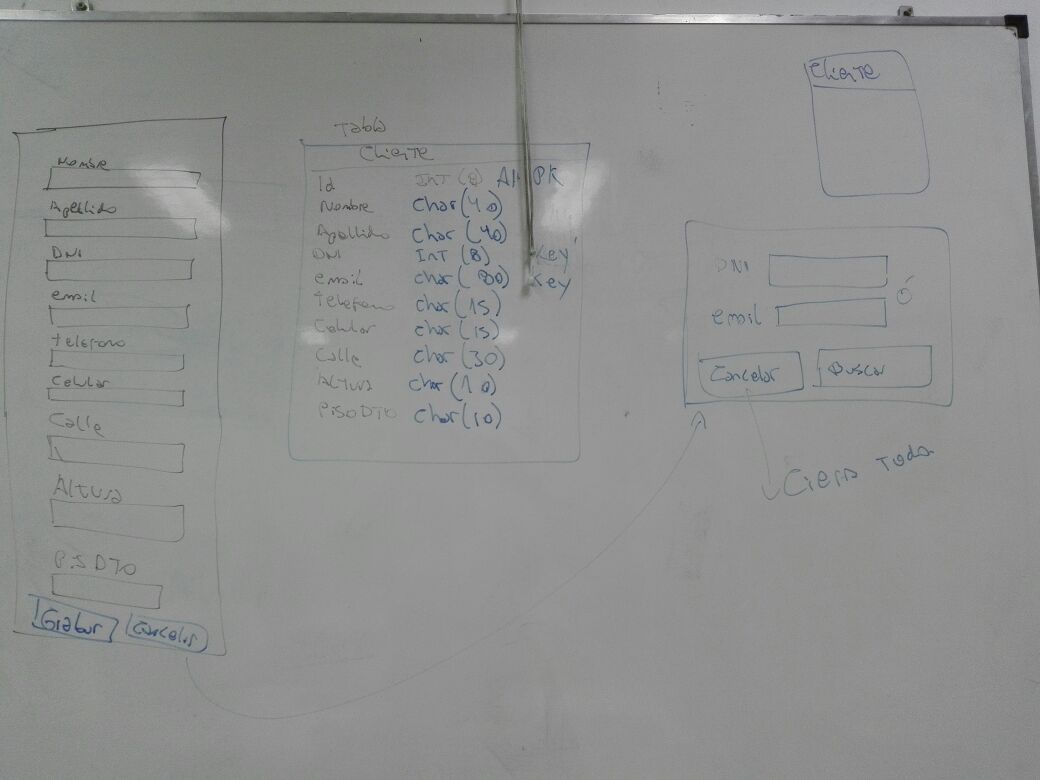 Nombre
Apellido
DNI
email
Telefono
Celular
Calle
Altura
P.S DTO
Grabar Cancelar
Tabla
Cliente
Id INT (8) AI PK
Nombre Char (40)
Apellido Char (40)
DNI INT (8) Key
email char (80) Key
Telefono char (15)
Celular char (15)
Calle char (30)
Altura char (10)
PISODTO char (10)
Cliente
DNI
ó
email
Cancelar Buscar
Cierra Todo